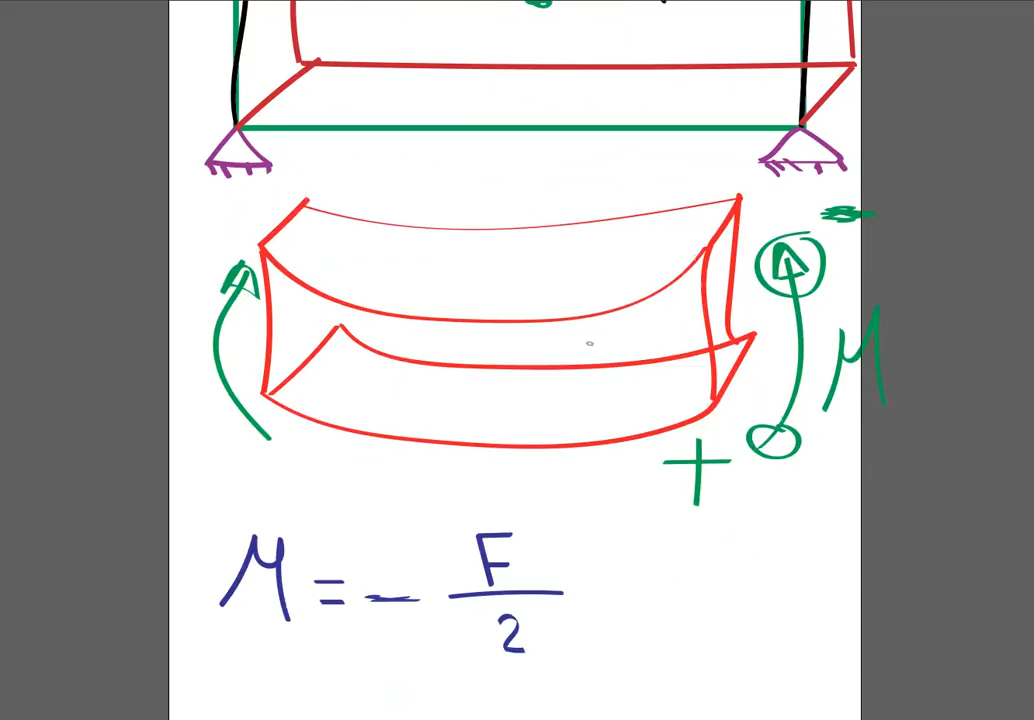 -
M
+
M = - F/2